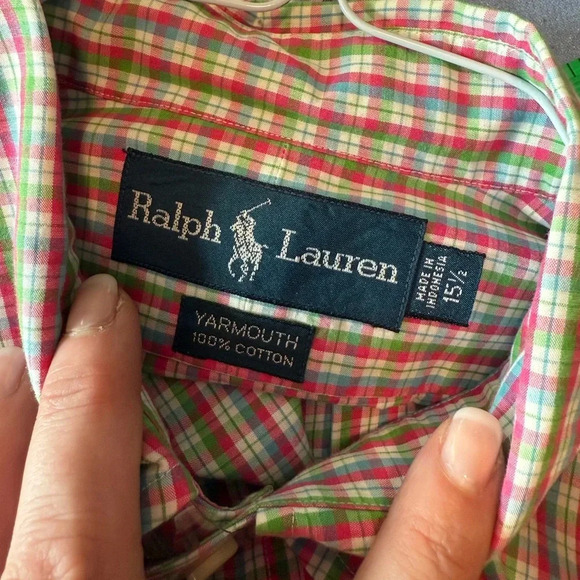 Ralph Lauren
MADE IN
INDONESIA
15½
YARMOUTH
100% COTTON